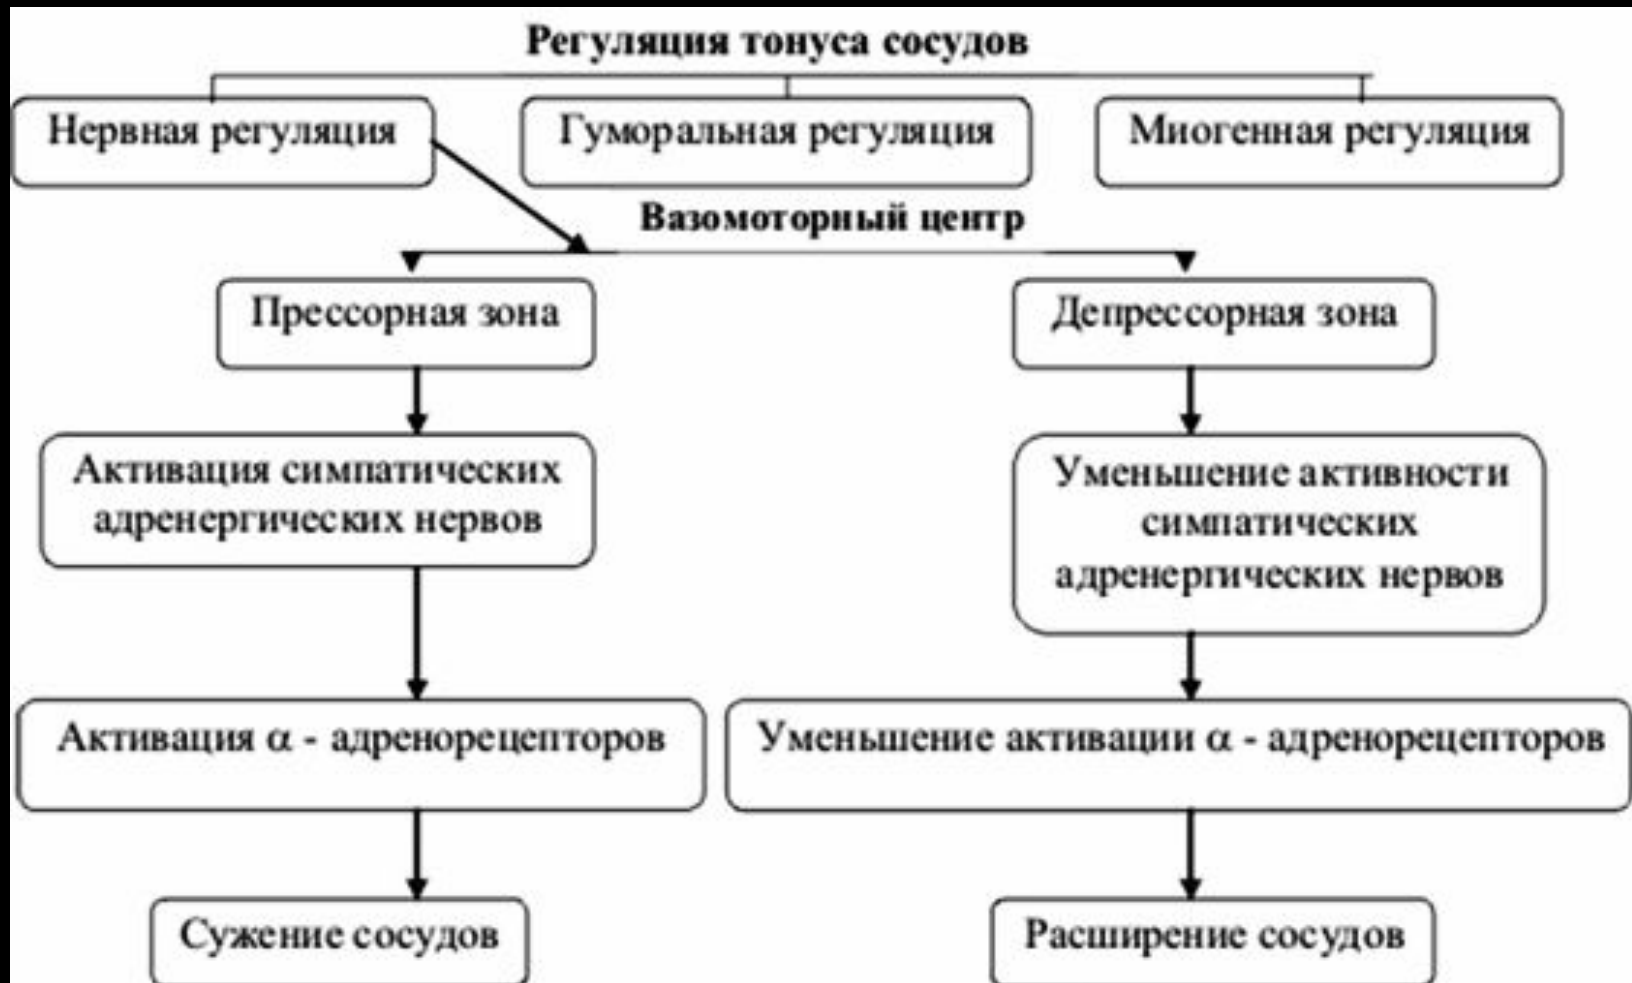 Регуляция тонуса сосудов
Нервная регуляция
Гуморальная регуляция
Миогенная регуляция
Вазомоторный центр
Прессорная зона
Депрессорная зона
Активация симпатических
адренергических нервов
Уменьшение активности
симпатических
адренергических нервов
Активация α - адренорецепторов
Уменьшение активации α - адренорецепторов
Сужение сосудов
Расширение сосудов